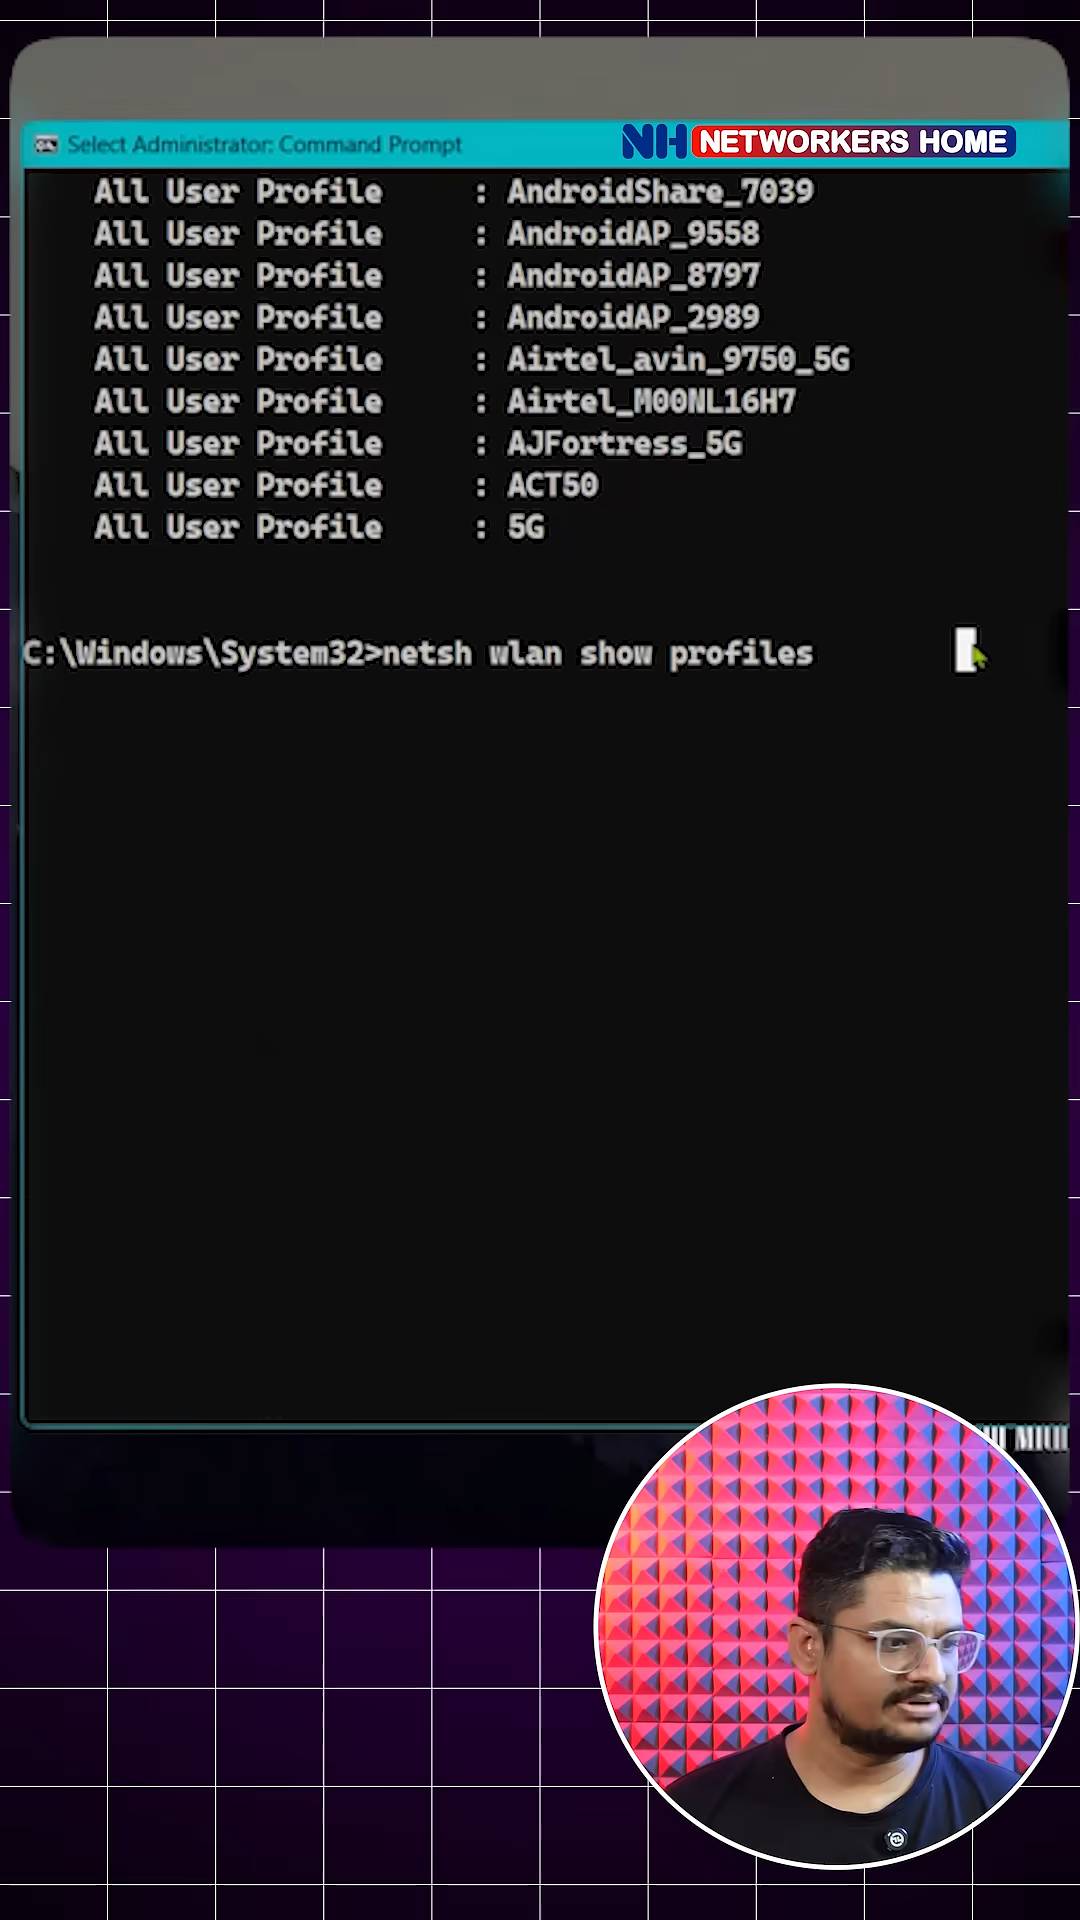 Select Administrator: Command Prompt
NH NETWORKERS HOME
All User Profile : AndroidShare_7039
All User Profile : AndroidAP_9558
All User Profile : AndroidAP_8797
All User Profile : AndroidAP_2989
All User Profile : Airtel_avin_9750_5G
All User Profile : Airtel_M00NL16H7
All User Profile : AJFortress_5G
All User Profile : ACT50
All User Profile : 5G
C:\Windows\System32>netsh wlan show profiles